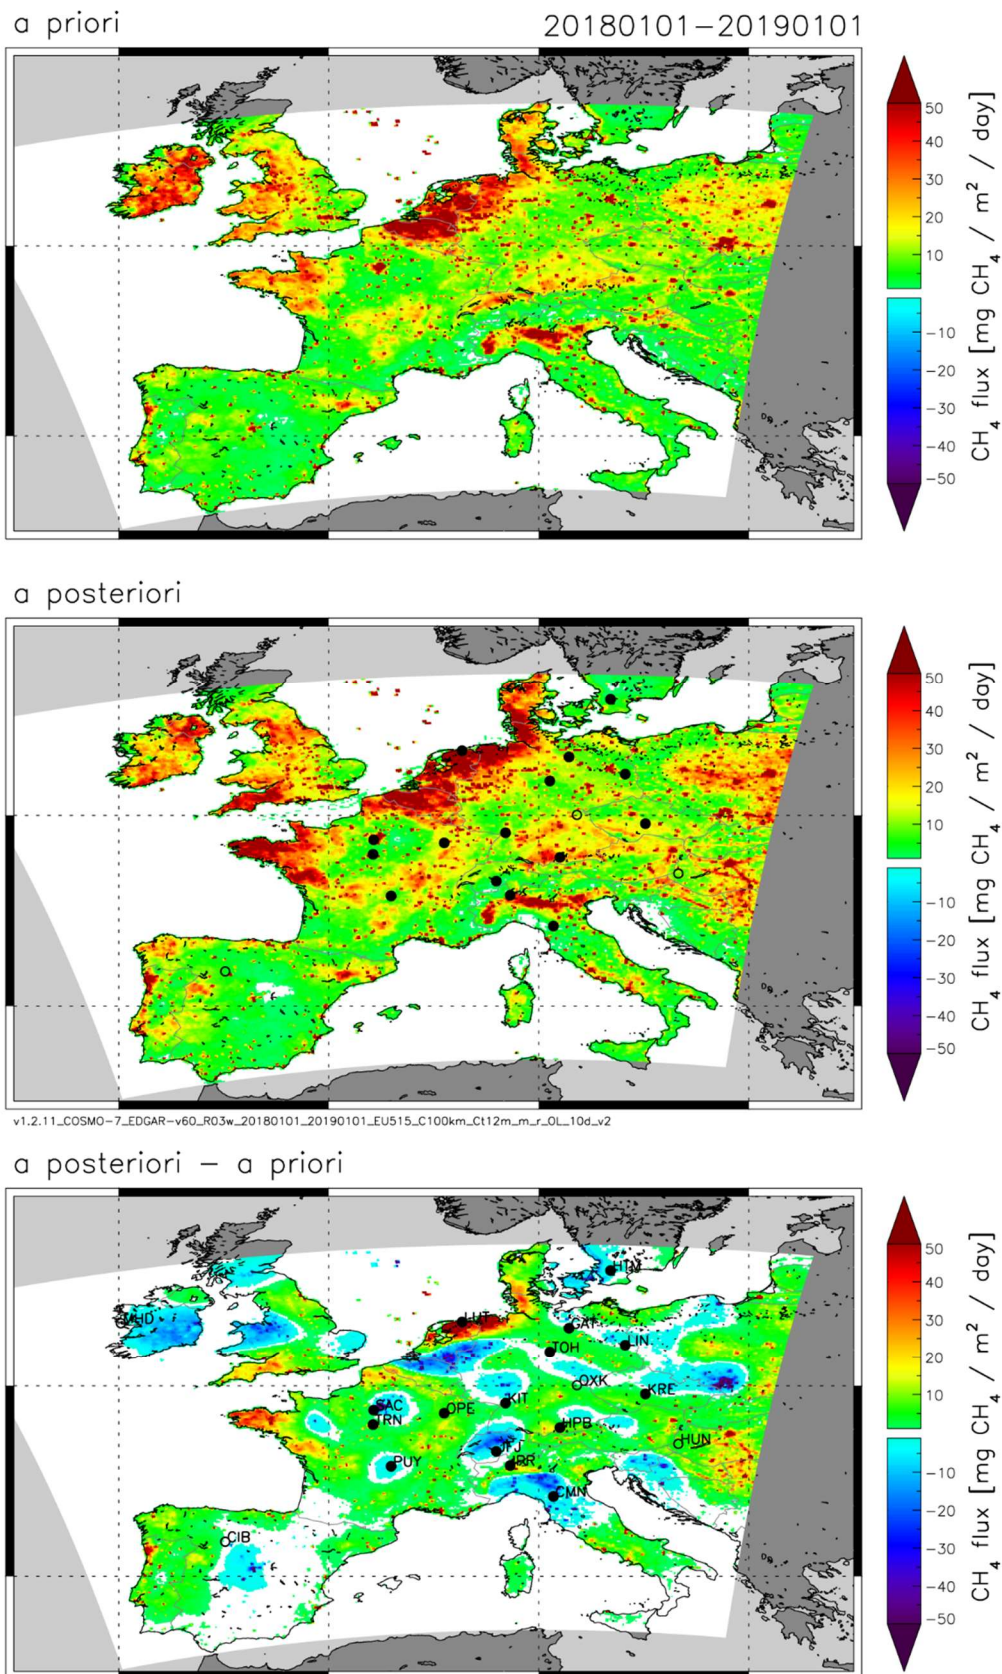 a priori 20180101−20190101
50
40
30
20
10
−10
−20
−30
−40
−50
CH₄ flux [mg CH₄ / m² / day]
a posteriori
50
40
30
20
10
−10
−20
−30
−40
−50
CH₄ flux [mg CH₄ / m² / day]
v1.2.11_COSMO−7_EDGAR−v60_R03w_20180101_20190101_EU515_C100km_Ct12m_m_r_OL_10d_v2
a posteriori − a priori
HTM
MHD
LUT
GAT
LIN
TOH
OXK
KRE
KIT
SAC
OPE
TRN
HPB
HUN
JFJ
PUY
IPR
CMN
CIB
50
40
30
20
10
−10
−20
−30
−40
−50
CH₄ flux [mg CH₄ / m² / day]